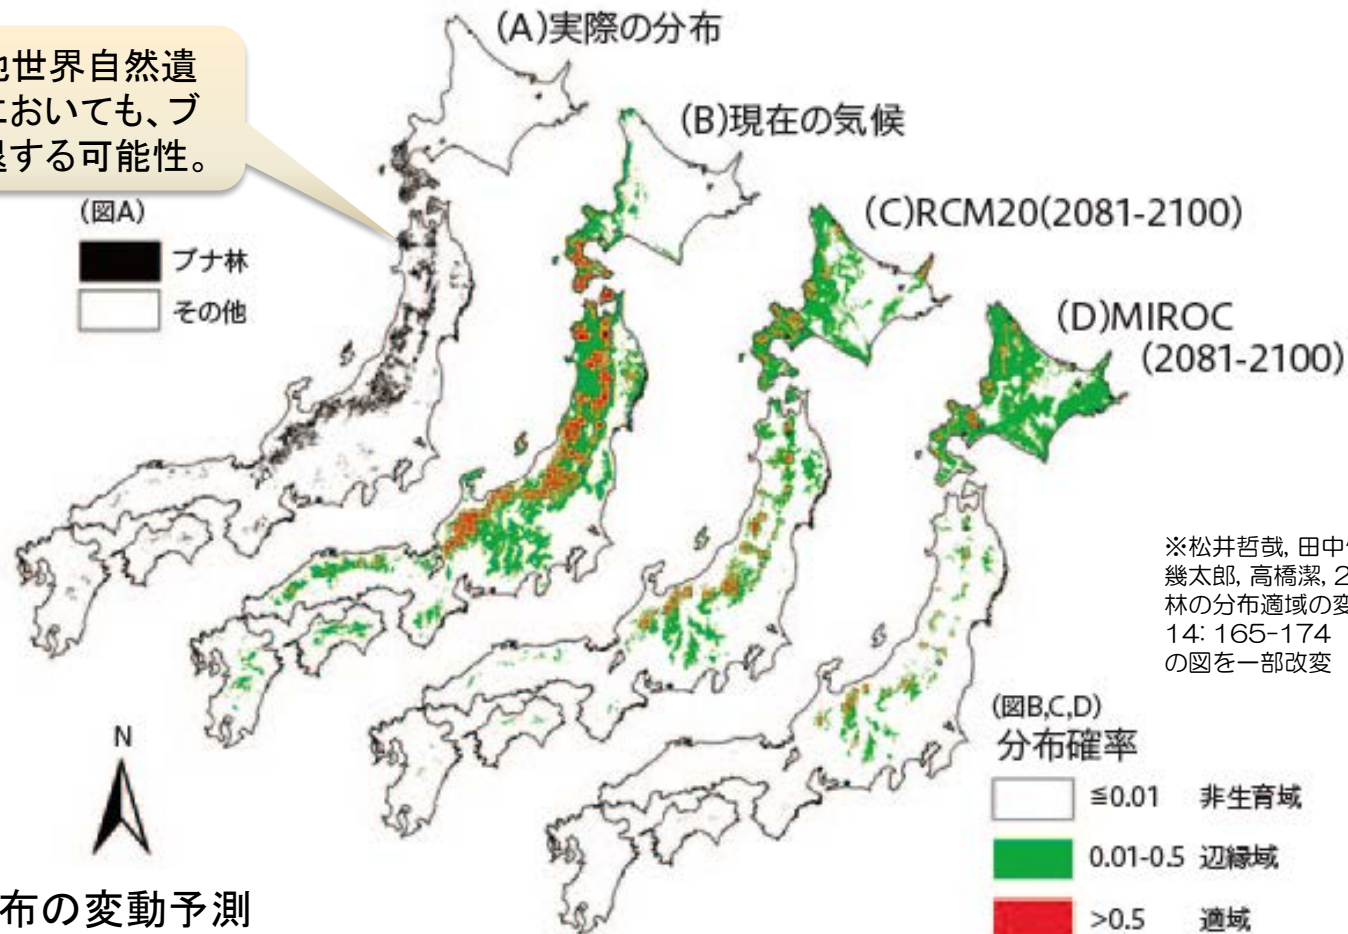 (A)実際の分布
地世界自然遺
においても、ブ
退する可能性。
(B)現在の気候
(図A)
ブナ林
その他
(C)RCM20(2081-2100)
(D)MIROC
(2081-2100)
※松井哲哉, 田中
幾太郎, 高橋潔, 2
林の分布適域の変
14: 165-174
の図を一部改変
(図B,C,D)
分布確率
≦0.01 非生育域
0.01-0.5 辺縁域
>0.5 適域
N
布の変動予測